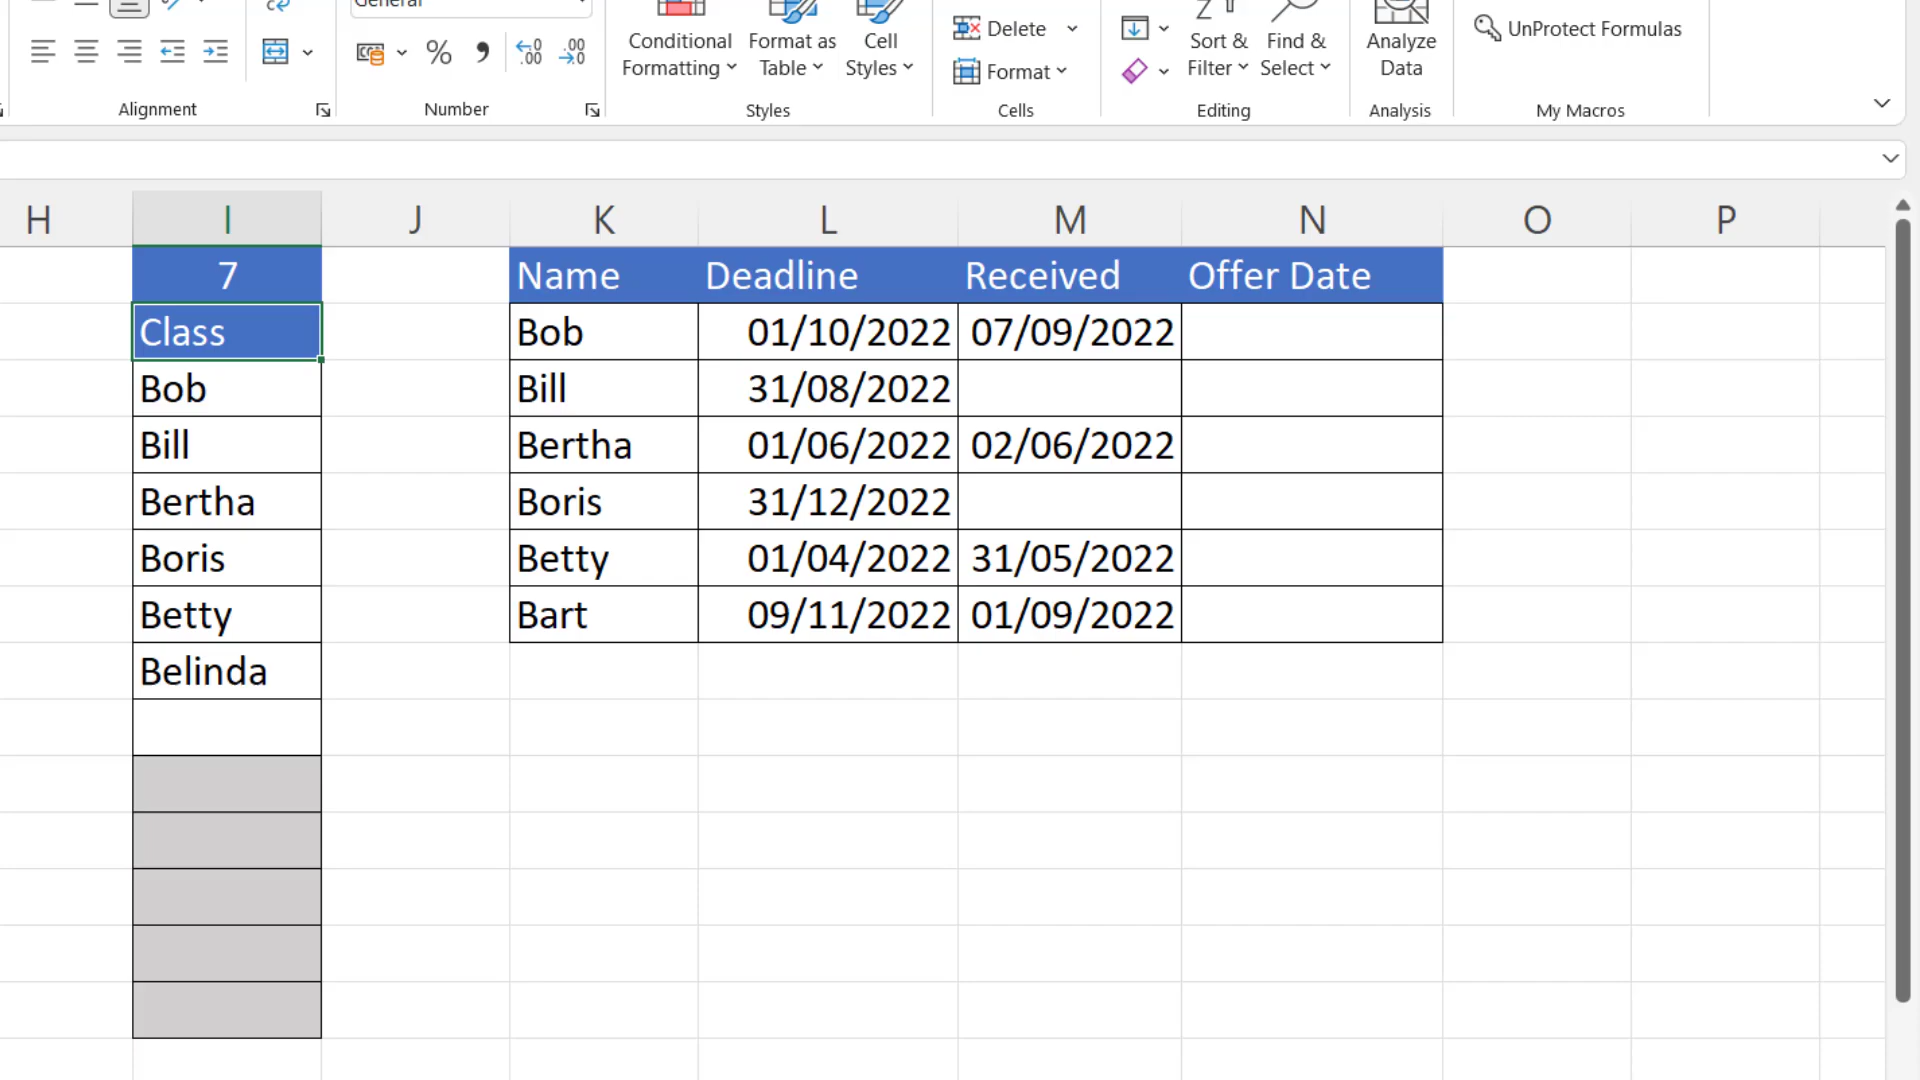 General
Conditional Formatting
Format as Table
Cell Styles
Delete
Format
Sort & Filter
Find & Select
Analyze Data
UnProtect Formulas
Alignment
Number
Styles
Cells
Editing
Analysis
My Macros
H I J K L M N O P
7 Name Deadline Received Offer Date
Class Bob 01/10/2022 07/09/2022
Bob Bill 31/08/2022
Bill Bertha 01/06/2022 02/06/2022
Bertha Boris 31/12/2022
Boris Betty 01/04/2022 31/05/2022
Betty Bart 09/11/2022 01/09/2022
Belinda